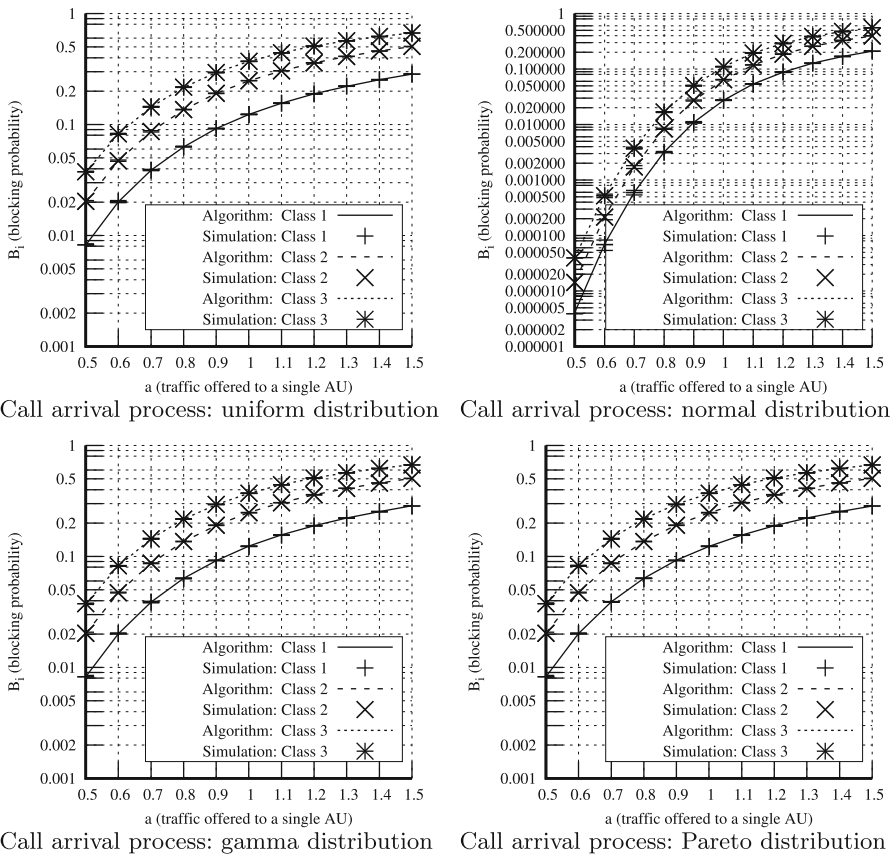 1
0.5
0.2
0.1
0.05
0.02
0.01
0.005
0.002
0.001
B_i (blocking probability)
Algorithm: Class 1
Simulation: Class 1
Algorithm: Class 2
Simulation: Class 2
Algorithm: Class 3
Simulation: Class 3
0.5 0.6 0.7 0.8 0.9 1 1.1 1.2 1.3 1.4 1.5
a (traffic offered to a single AU)
Call arrival process: uniform distribution
1
0.500000
0.200000
0.100000
0.050000
0.020000
0.010000
0.005000
0.002000
0.001000
0.000500
0.000200
0.000100
0.000050
0.000020
0.000010
0.000005
0.000002
0.000001
B_i (blocking probability)
Algorithm: Class 1
Simulation: Class 1
Algorithm: Class 2
Simulation: Class 2
Algorithm: Class 3
Simulation: Class 3
0.5 0.6 0.7 0.8 0.9 1 1.1 1.2 1.3 1.4 1.5
a (traffic offered to a single AU)
Call arrival process: normal distribution
1
0.5
0.2
0.1
0.05
0.02
0.01
0.005
0.002
0.001
B_i (blocking probability)
Algorithm: Class 1
Simulation: Class 1
Algorithm: Class 2
Simulation: Class 2
Algorithm: Class 3
Simulation: Class 3
0.5 0.6 0.7 0.8 0.9 1 1.1 1.2 1.3 1.4 1.5
a (traffic offered to a single AU)
Call arrival process: gamma distribution
1
0.5
0.2
0.1
0.05
0.02
0.01
0.005
0.002
0.001
B_i (blocking probability)
Algorithm: Class 1
Simulation: Class 1
Algorithm: Class 2
Simulation: Class 2
Algorithm: Class 3
Simulation: Class 3
0.5 0.6 0.7 0.8 0.9 1 1.1 1.2 1.3 1.4 1.5
a (traffic offered to a single AU)
Call arrival process: Pareto distribution